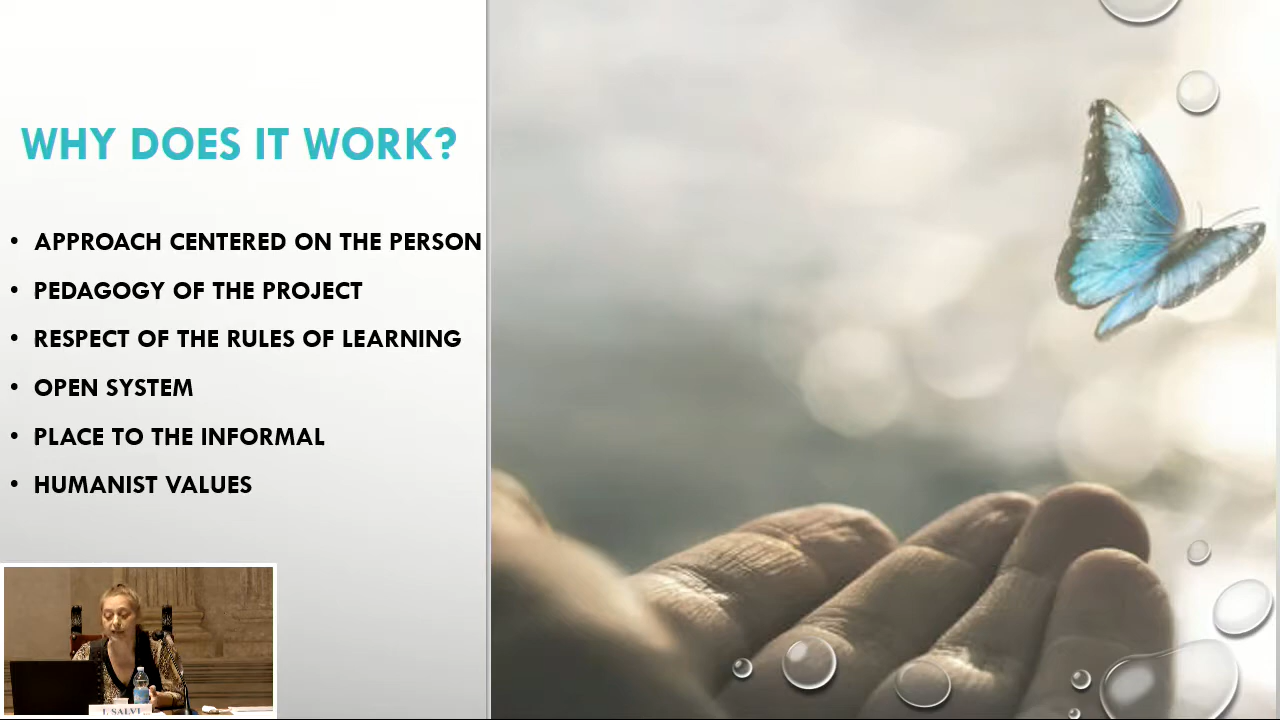 WHY DOES IT WORK?
• APPROACH CENTERED ON THE PERSON
• PEDAGOGY OF THE PROJECT
• RESPECT OF THE RULES OF LEARNING
• OPEN SYSTEM
• PLACE TO THE INFORMAL
• HUMANIST VALUES
I. SALVI